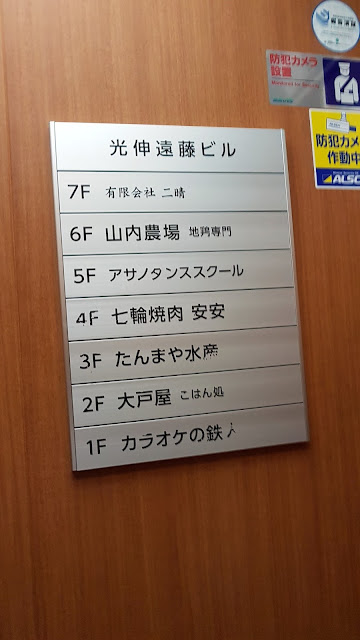 防犯カメラ
設置
防犯カメ
作動中
ALSO
光伸遠藤ビル
7F 有限会社 二晴
6F 山内農場 地鶏専門
5F アサノタンススクール
4F 七輪焼肉 安安
3F たんまや水産
2F 大戸屋 ごはん処
1F カラオケの鉄人